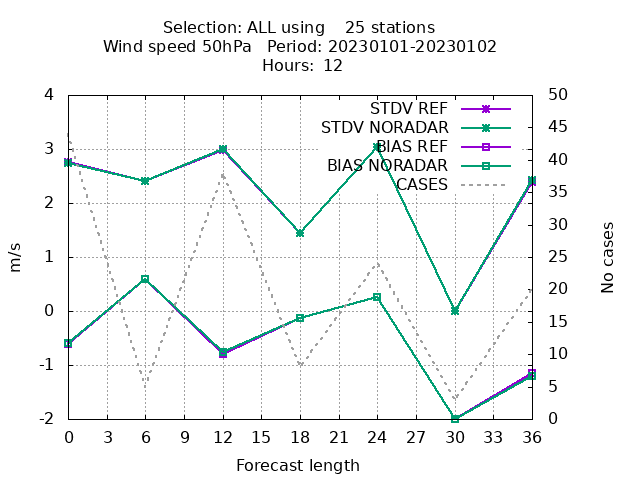 Selection: ALL using    25 stations
Wind speed 50hPa   Period: 20230101-20230102
Hours:  12
4
3
2
1
0
-1
-2
m/s
STDV REF
STDV NORADAR
BIAS REF
BIAS NORADAR
CASES
50
45
40
35
30
25
20
15
10
5
0
No cases
0 3 6 9 12 15 18 21 24 27 30 33 36
Forecast length